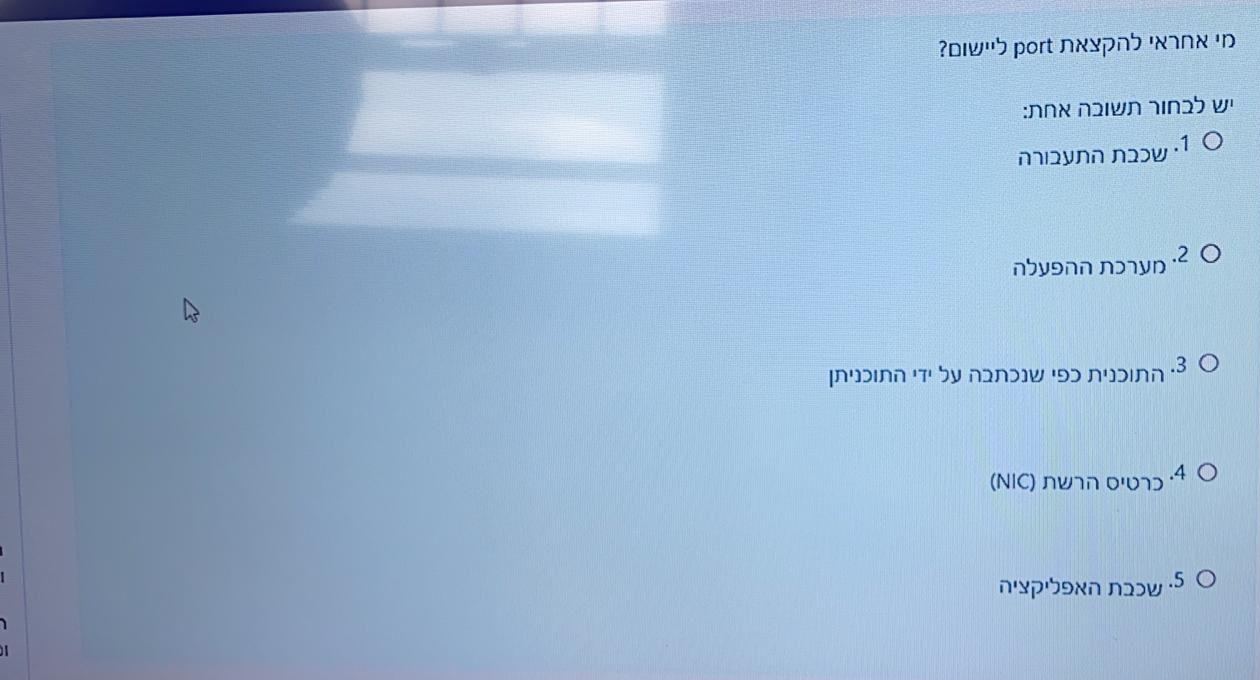 מי אחראי להקצאת port ליישום?
יש לבחור תשובה אחת:
1. שכבת התעבורה
2. מערכת ההפעלה
3. התוכנית כפי שנכתבה על ידי התוכניתן
4. כרטיס הרשת (NIC)
5. שכבת האפליקציה